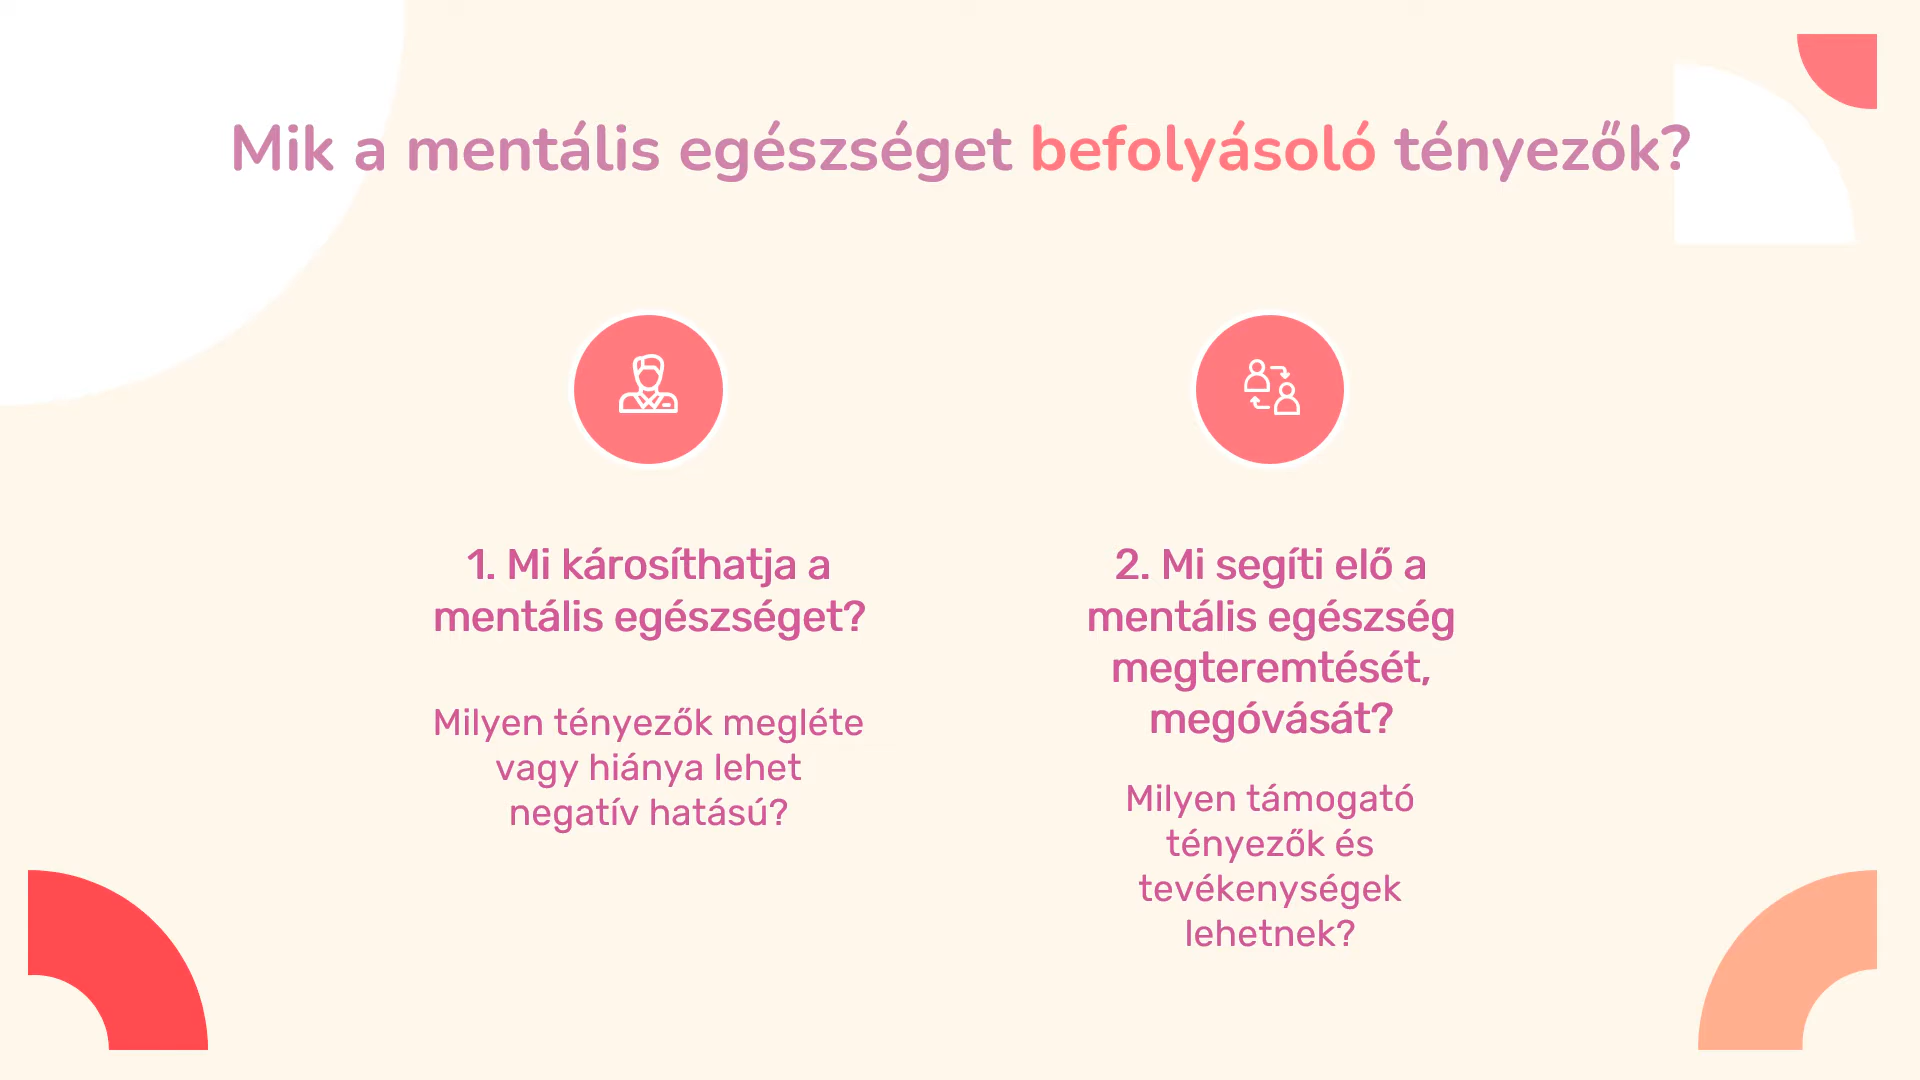 Mik a mentális egészséget befolyásoló tényezők?
1. Mi károsíthatja a
mentális egészséget?
Milyen tényezők megléte
vagy hiánya lehet
negatív hatású?
2. Mi segíti elő a
mentális egészség
megteremtését,
megóvását?
Milyen támogató
tényezők és
tevékenységek
lehetnek?